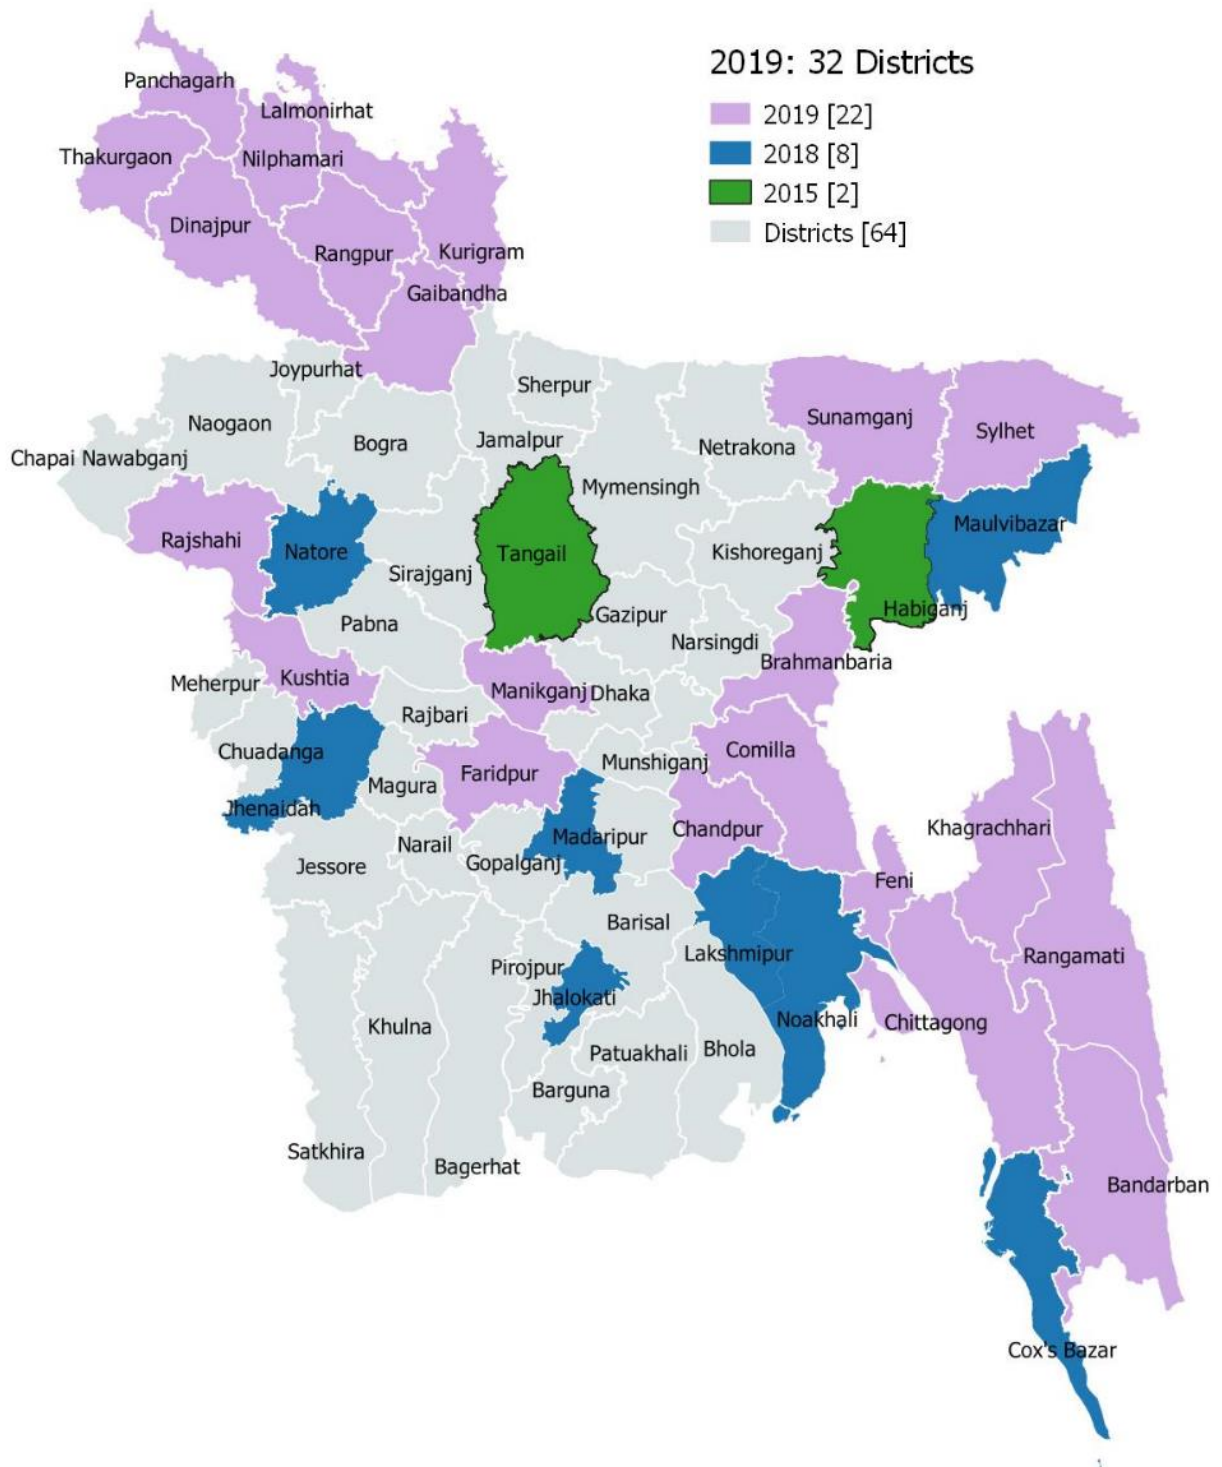 2019: 32 Districts
2019 [22]
2018 [8]
2015 [2]
Districts [64]
Panchagarh
Lalmonirhat
Thakurgaon
Nilphamari
Dinajpur
Rangpur
Kurigram
Gaibandha
Joypurhat
Sherpur
Naogaon
Bogra
Jamalpur
Netrakona
Sunamganj
Sylhet
Chapai Nawabganj
Mymensingh
Rajshahi
Natore
Tangail
Kishoreganj
Maulvibazar
Sirajganj
Habiganj
Pabna
Gazipur
Narsingdi
Brahmanbaria
Meherpur
Kushtia
Manikganj
Dhaka
Rajbari
Chuadanga
Comilla
Munshiganj
Faridpur
Magura
Jhenaidah
Madaripur
Chandpur
Khagrachhari
Narail
Gopalganj
Jessore
Feni
Barisal
Lakshmipur
Rangamati
Pirojpur
Jhalokati
Khulna
Noakhali
Chittagong
Patuakhali
Bhola
Barguna
Satkhira
Bagerhat
Bandarban
Cox's Bazar